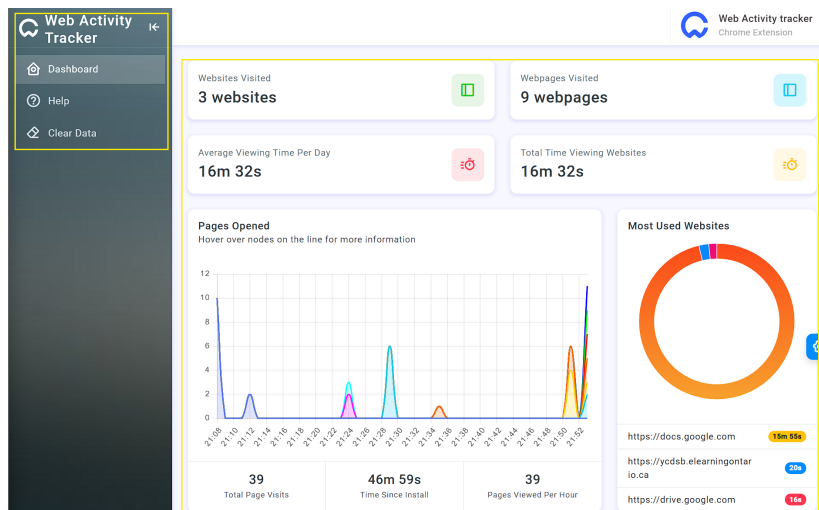 Web Activity
Tracker
Dashboard
Help
Clear Data
Web Activity tracker
Chrome Extension
Websites Visited
3 websites
Webpages Visited
9 webpages
Average Viewing Time Per Day
16m 32s
Total Time Viewing Websites
16m 32s
Pages Opened
Hover over nodes on the line for more information
12
10
8
6
4
2
0
21:08 21:10 21:12 21:14 21:16 21:18 21:20 21:22 21:24 21:26 21:28 21:30 21:32 21:34 21:36 21:38 21:40 21:42 21:44 21:46 21:48 21:50 21:52
39
Total Page Visits
46m 59s
Time Since Install
39
Pages Viewed Per Hour
Most Used Websites
https://docs.google.com 15m 55s
https://ycdsb.elearningontar
io.ca 20s
https://drive.google.com 16s